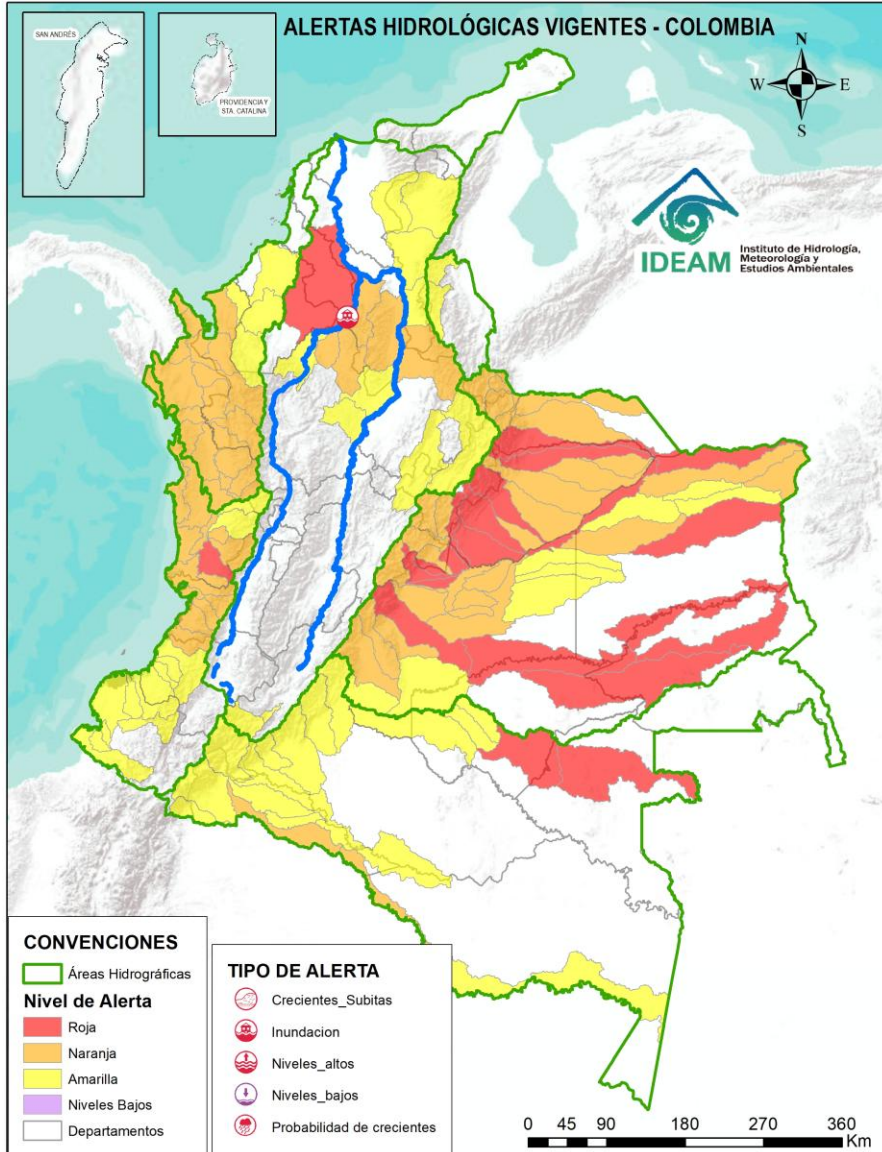 ALERTAS HIDROLÓGICAS VIGENTES - COLOMBIA
SAN ANDRÉS
PROVIDENCIA Y
STA. CATALINA
N
W
E
S
IDEAM
Instituto de Hidrología,
Meteorología y
Estudios Ambientales
CONVENCIONES
Áreas Hidrográficas
Nivel de Alerta
Roja
Naranja
Amarilla
Niveles Bajos
Departamentos
TIPO DE ALERTA
Crecientes_Subitas
Inundacion
Niveles_altos
Niveles_bajos
Probabilidad de crecientes
0 45 90 180 270 360
Km